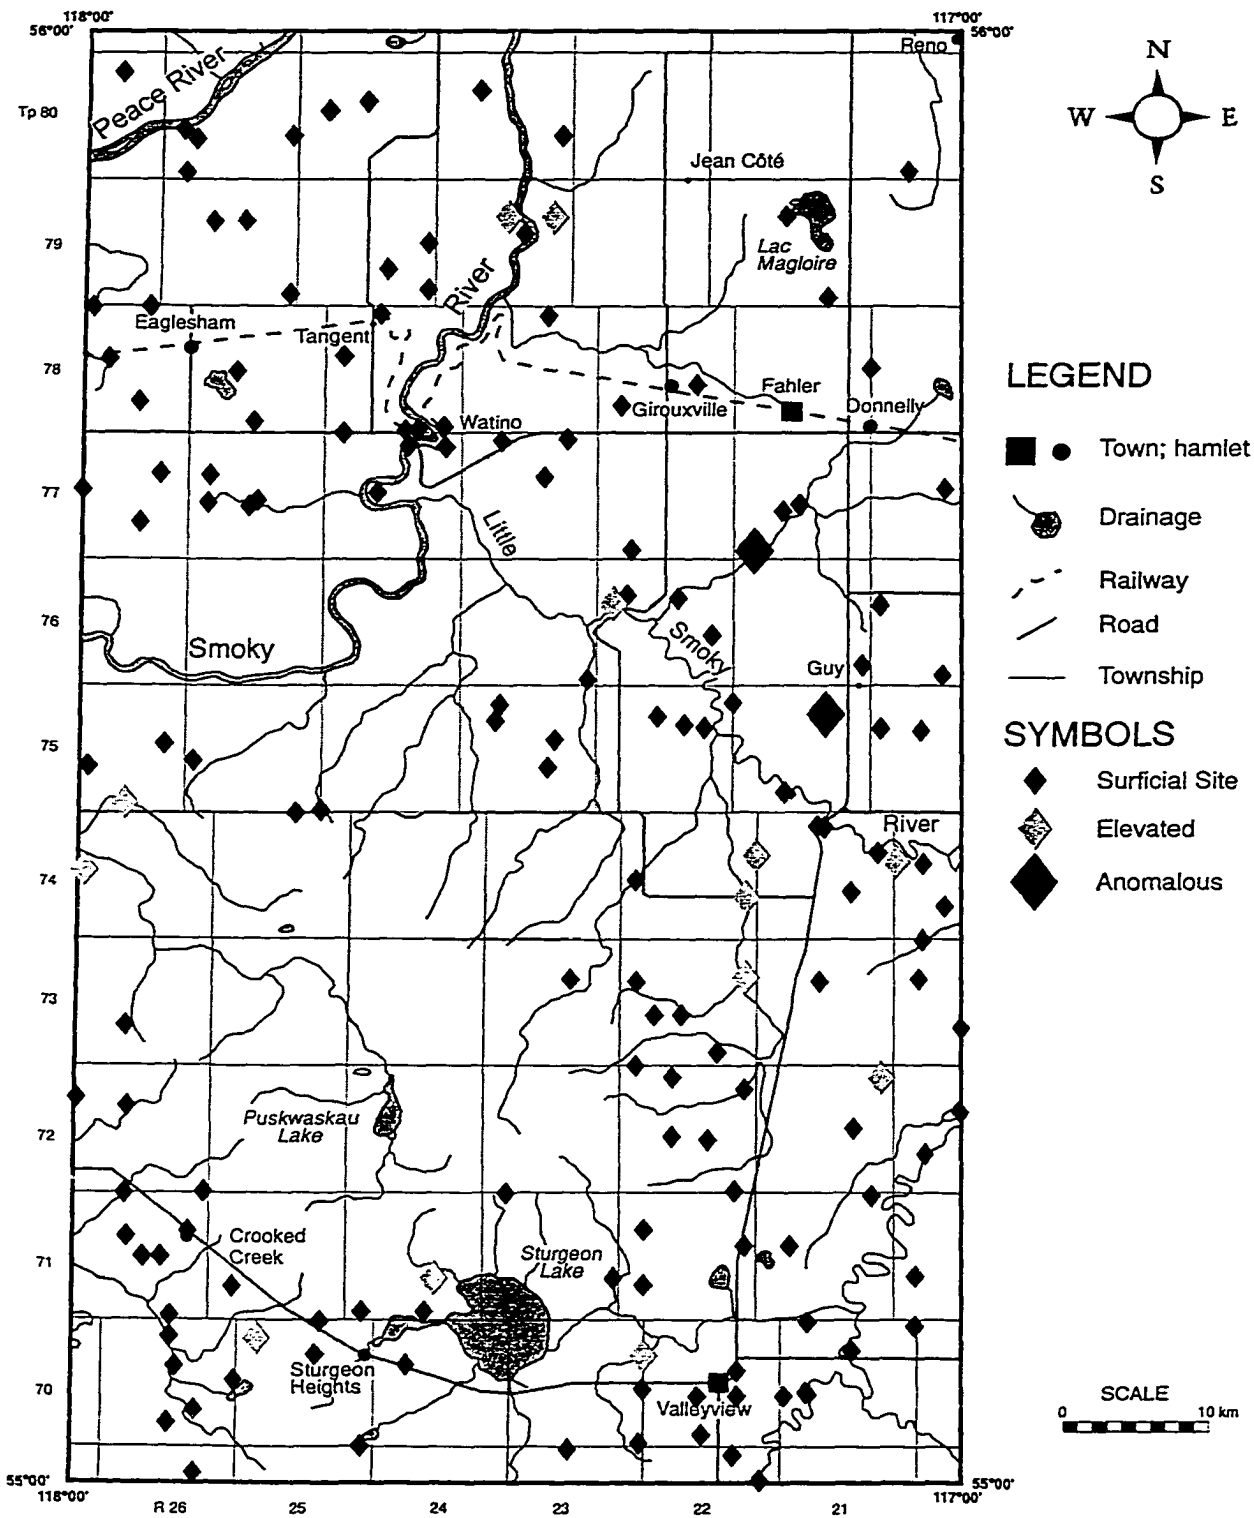 118°00'
117°00'
56°00'
56°00'
Reno
N
W
E
S
Peace River
Tp 80
Jean Côté
79
Lac
Magloire
River
Eaglesham
Tangent
78
Fahler
Girouxville
Donnelly
Watino
77
Little
76
Smoky
Smoky
Guy
75
River
74
73
Puskwaskau
Lake
72
Crooked
Creek
71
Sturgeon
Lake
Sturgeon
Heights
70
Valleyview
55°00'
55°00'
118°00'
117°00'
R 26
25
24
23
22
21
LEGEND
Town; hamlet
Drainage
Railway
Road
Township
SYMBOLS
Surficial Site
Elevated
Anomalous
SCALE
0
10 km